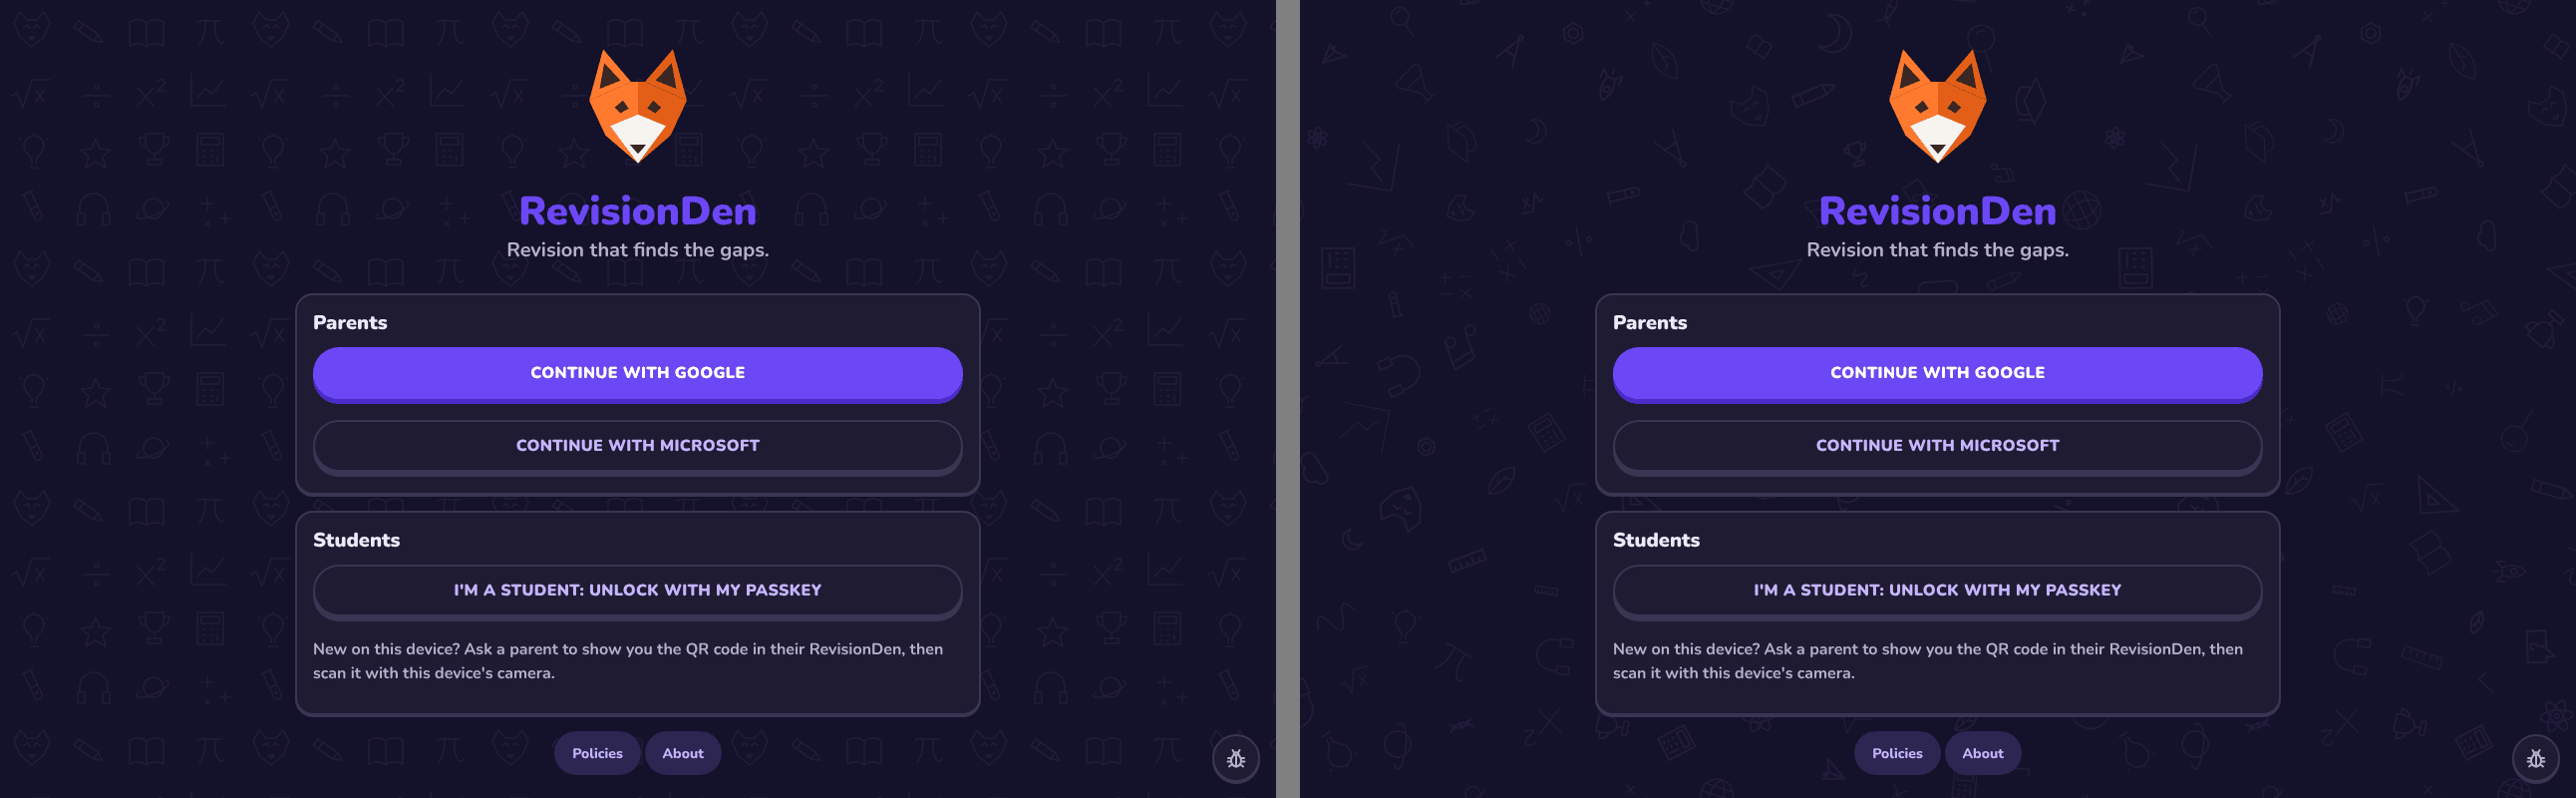 RevisionDen
Revision that finds the gaps.
Parents
CONTINUE WITH GOOGLE
CONTINUE WITH MICROSOFT
Students
I'M A STUDENT: UNLOCK WITH MY PASSKEY
New on this device? Ask a parent to show you the QR code in their RevisionDen, then
scan it with this device's camera.
Policies
About
RevisionDen
Revision that finds the gaps.
Parents
CONTINUE WITH GOOGLE
CONTINUE WITH MICROSOFT
Students
I'M A STUDENT: UNLOCK WITH MY PASSKEY
New on this device? Ask a parent to show you the QR code in their RevisionDen, then
scan it with this device's camera.
Policies
About